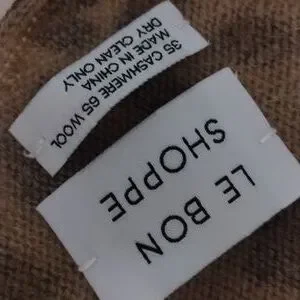 LE BON
SHOPPE
35 CASHMERE 65 WOOL
MADE IN CHINA
DRY CLEAN ONLY